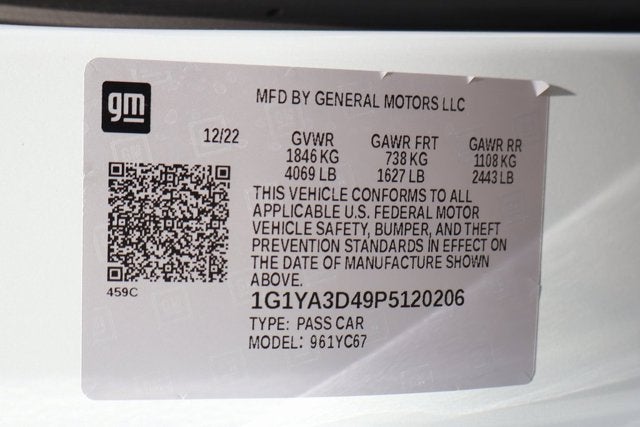 gm
MFD BY GENERAL MOTORS LLC
12/22 GVWR GAWR FRT GAWR RR
1846 KG 738 KG 1108 KG
4069 LB 1627 LB 2443 LB
THIS VEHICLE CONFORMS TO ALL
APPLICABLE U.S. FEDERAL MOTOR
VEHICLE SAFETY, BUMPER, AND THEFT
PREVENTION STANDARDS IN EFFECT ON
THE DATE OF MANUFACTURE SHOWN
ABOVE.
459C
1G1YA3D49P5120206
TYPE: PASS CAR
MODEL: 961YC67